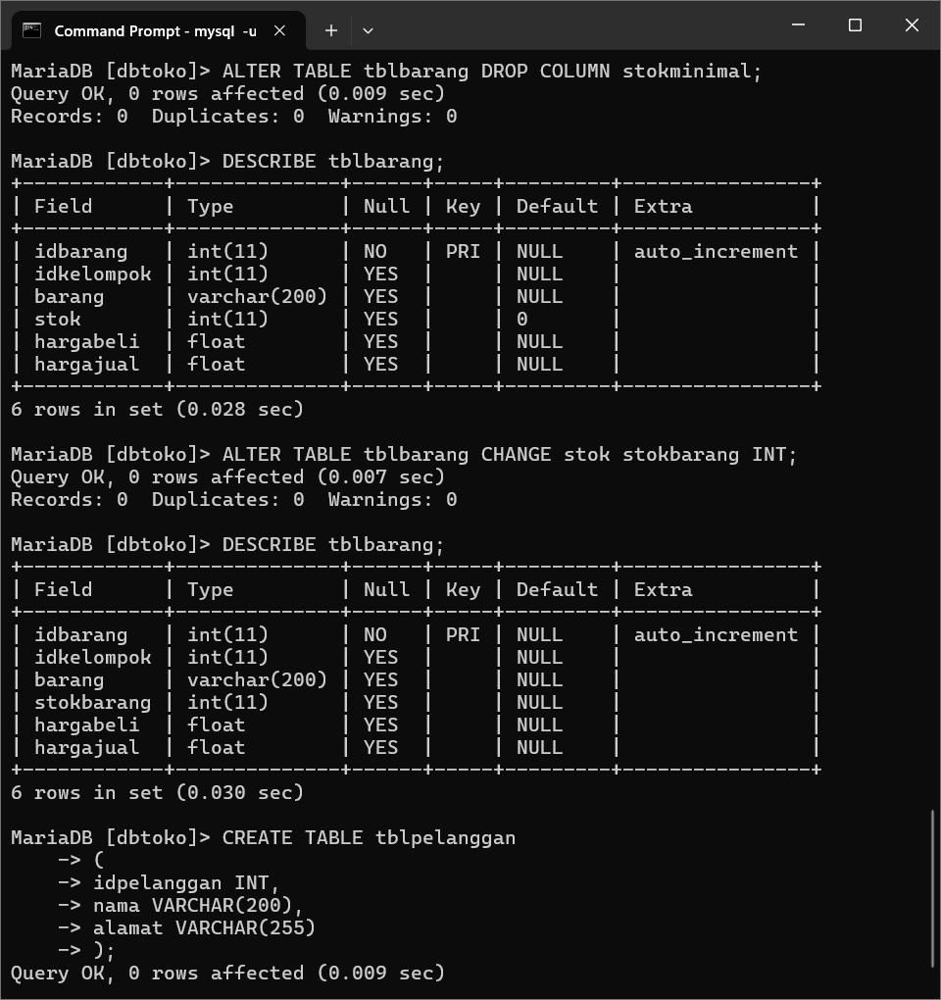 Command Prompt - mysql  -u
MariaDB [dbtoko]> ALTER TABLE tblbarang DROP COLUMN stokminimal;
Query OK, 0 rows affected (0.009 sec)
Records: 0  Duplicates: 0  Warnings: 0

MariaDB [dbtoko]> DESCRIBE tblbarang;
+------------+--------------+------+-----+---------+----------------+
| Field      | Type         | Null | Key | Default | Extra          |
+------------+--------------+------+-----+---------+----------------+
| idbarang   | int(11)      | NO   | PRI | NULL    | auto_increment |
| idkelompok | int(11)      | YES  |     | NULL    |                |
| barang     | varchar(200) | YES  |     | NULL    |                |
| stok       | int(11)      | YES  |     | 0       |                |
| hargabeli  | float        | YES  |     | NULL    |                |
| hargajual  | float        | YES  |     | NULL    |                |
+------------+--------------+------+-----+---------+----------------+
6 rows in set (0.028 sec)

MariaDB [dbtoko]> ALTER TABLE tblbarang CHANGE stok stokbarang INT;
Query OK, 0 rows affected (0.007 sec)
Records: 0  Duplicates: 0  Warnings: 0

MariaDB [dbtoko]> DESCRIBE tblbarang;
+------------+--------------+------+-----+---------+----------------+
| Field      | Type         | Null | Key | Default | Extra          |
+------------+--------------+------+-----+---------+----------------+
| idbarang   | int(11)      | NO   | PRI | NULL    | auto_increment |
| idkelompok | int(11)      | YES  |     | NULL    |                |
| barang     | varchar(200) | YES  |     | NULL    |                |
| stokbarang | int(11)      | YES  |     | NULL    |                |
| hargabeli  | float        | YES  |     | NULL    |                |
| hargajual  | float        | YES  |     | NULL    |                |
+------------+--------------+------+-----+---------+----------------+
6 rows in set (0.030 sec)

MariaDB [dbtoko]> CREATE TABLE tblpelanggan
    -> (
    -> idpelanggan INT,
    -> nama VARCHAR(200),
    -> alamat VARCHAR(255)
    -> );
Query OK, 0 rows affected (0.009 sec)